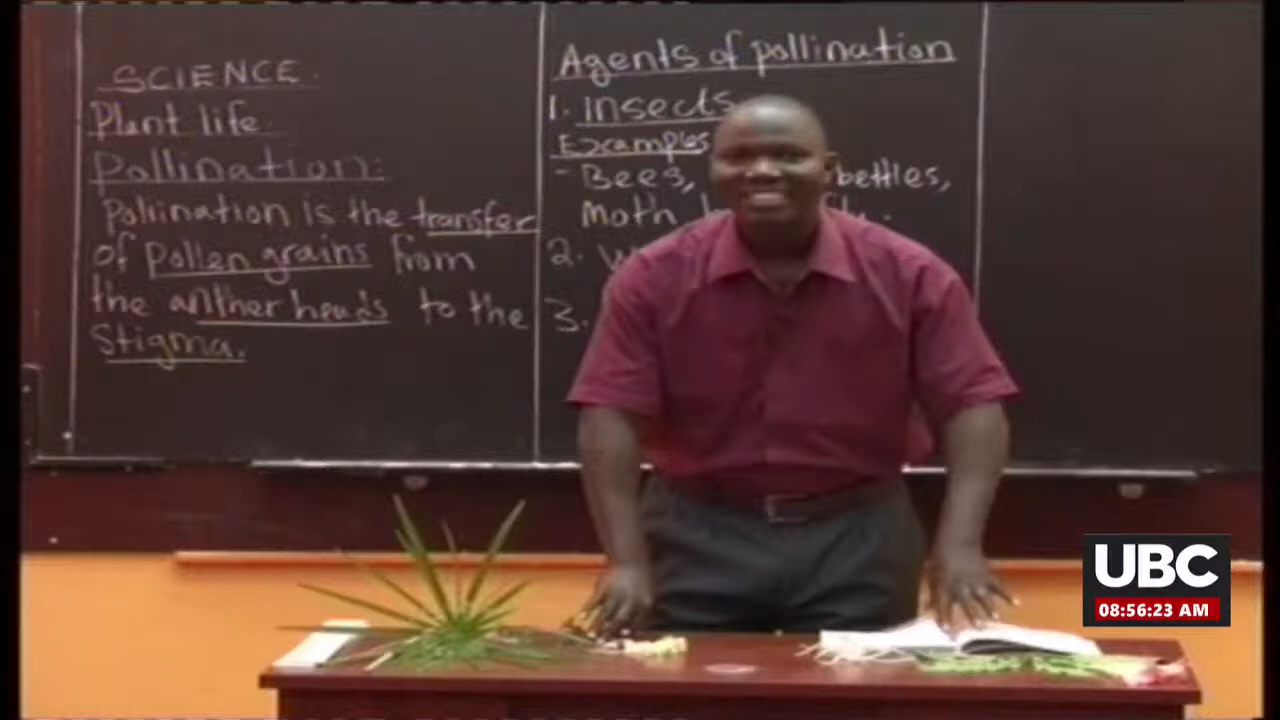 SCIENCE.
Plant life.
Pollination:
Pollination is the transfer
of pollen grains from
the anther heads to the
Stigma.
Agents of pollination
1. Insects
Examples
- Bees, bettles,
Moth
2.
3.
UBC
08:56:23 AM